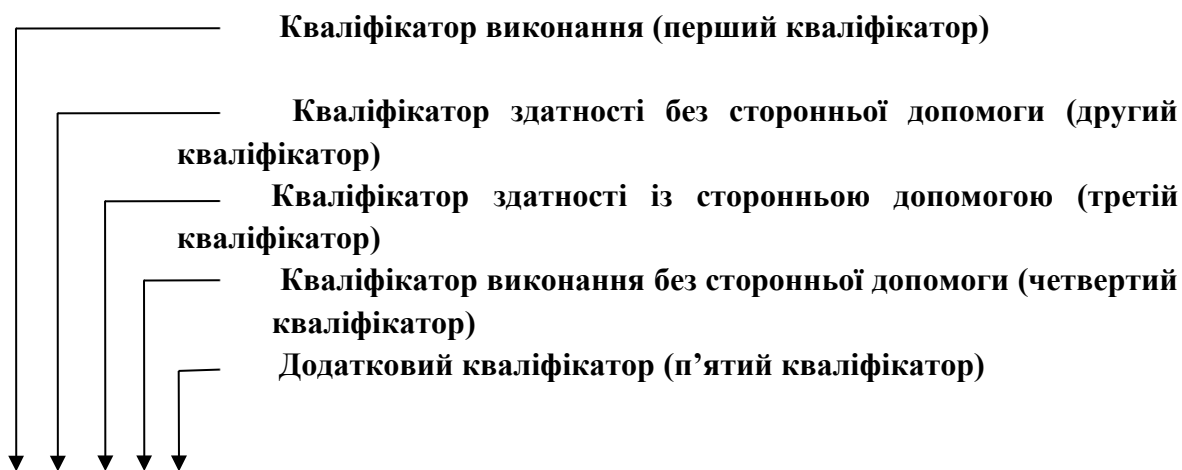 Кваліфікатор виконання (перший кваліфікатор)
Кваліфікатор здатності без сторонньої допомоги (другий
кваліфікатор)
Кваліфікатор здатності із сторонньою допомогою (третій
кваліфікатор)
Кваліфікатор виконання без сторонньої допомоги (четвертий
кваліфікатор)
Додатковий кваліфікатор (п’ятий кваліфікатор)